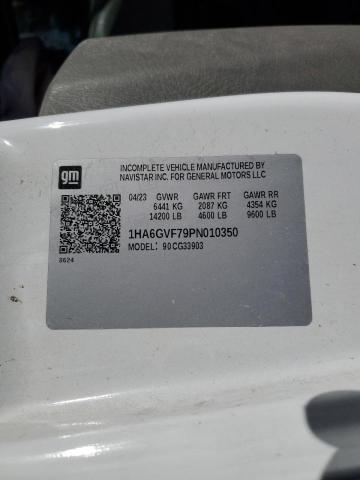 gm
INCOMPLETE VEHICLE MANUFACTURED BY
NAVISTAR INC. FOR GENERAL MOTORS LLC
04/23 GVWR GAWR FRT GAWR RR
6441 KG 2087 KG 4354 KG
14200 LB 4600 LB 9600 LB
1HA6GVF79PN010350
MODEL: 90CG33903
8624